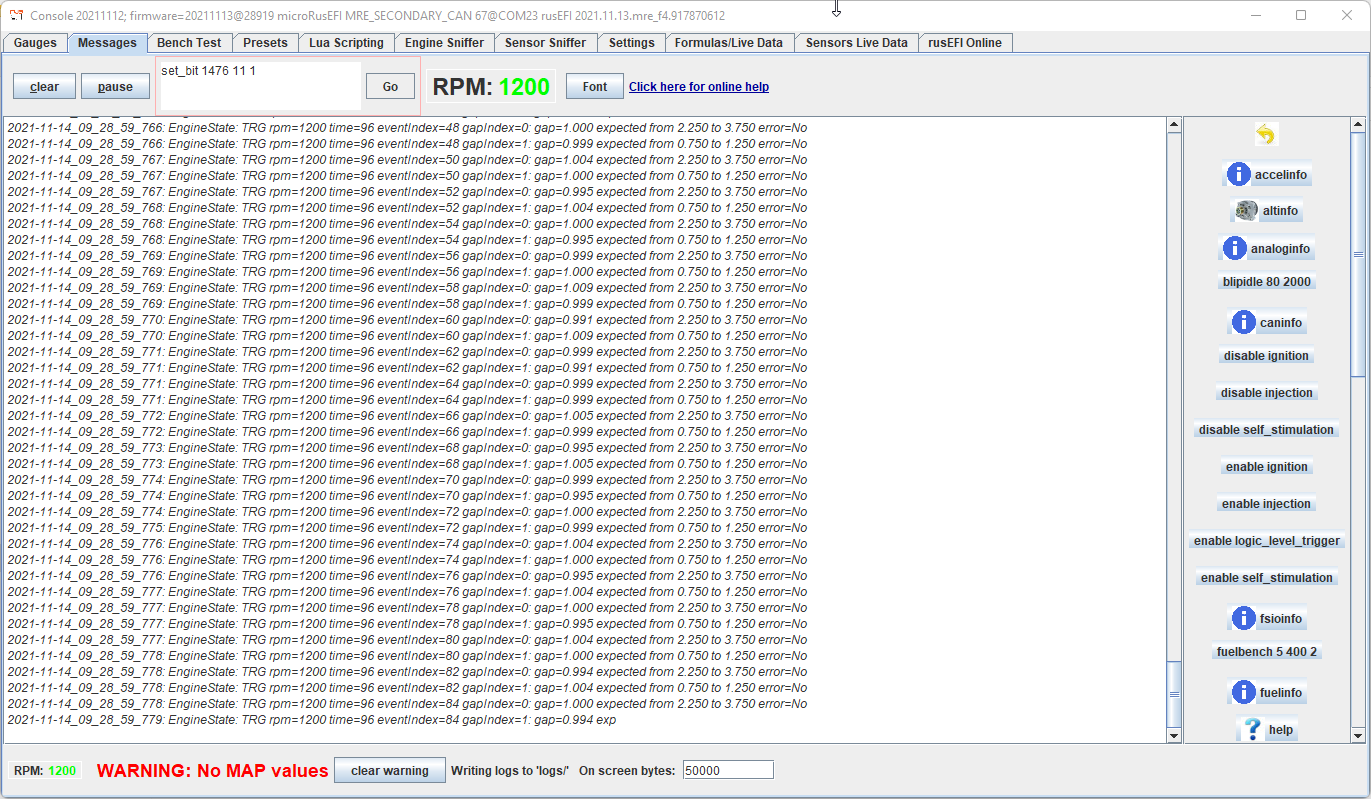 Console 20211112; firmware=20211113@28919 microRusEFI MRE_SECONDARY_CAN 67@COM23 rusEFI 2021.11.13.mre_f4.917870612
Gauges Messages Bench Test Presets Lua Scripting Engine Sniffer Sensor Sniffer Settings Formulas/Live Data Sensors Live Data rusEFI Online
clear pause set_bit 1476 11 1 Go RPM: 1200 Font Click here for online help
2021-11-14_09_28_59_766: EngineState: TRG rpm=1200 time=96 eventIndex=48 gapIndex=0: gap=1.000 expected from 2.250 to 3.750 error=No
2021-11-14_09_28_59_766: EngineState: TRG rpm=1200 time=96 eventIndex=48 gapIndex=1: gap=0.999 expected from 0.750 to 1.250 error=No
2021-11-14_09_28_59_767: EngineState: TRG rpm=1200 time=96 eventIndex=50 gapIndex=0: gap=1.004 expected from 2.250 to 3.750 error=No
2021-11-14_09_28_59_767: EngineState: TRG rpm=1200 time=96 eventIndex=50 gapIndex=1: gap=1.000 expected from 0.750 to 1.250 error=No
2021-11-14_09_28_59_767: EngineState: TRG rpm=1200 time=96 eventIndex=52 gapIndex=0: gap=0.995 expected from 2.250 to 3.750 error=No
2021-11-14_09_28_59_768: EngineState: TRG rpm=1200 time=96 eventIndex=52 gapIndex=1: gap=1.004 expected from 0.750 to 1.250 error=No
2021-11-14_09_28_59_768: EngineState: TRG rpm=1200 time=96 eventIndex=54 gapIndex=0: gap=1.000 expected from 2.250 to 3.750 error=No
2021-11-14_09_28_59_768: EngineState: TRG rpm=1200 time=96 eventIndex=54 gapIndex=1: gap=0.995 expected from 0.750 to 1.250 error=No
2021-11-14_09_28_59_769: EngineState: TRG rpm=1200 time=96 eventIndex=56 gapIndex=0: gap=0.999 expected from 2.250 to 3.750 error=No
2021-11-14_09_28_59_769: EngineState: TRG rpm=1200 time=96 eventIndex=56 gapIndex=1: gap=1.000 expected from 0.750 to 1.250 error=No
2021-11-14_09_28_59_769: EngineState: TRG rpm=1200 time=96 eventIndex=58 gapIndex=0: gap=1.009 expected from 2.250 to 3.750 error=No
2021-11-14_09_28_59_769: EngineState: TRG rpm=1200 time=96 eventIndex=58 gapIndex=1: gap=0.999 expected from 0.750 to 1.250 error=No
2021-11-14_09_28_59_770: EngineState: TRG rpm=1200 time=96 eventIndex=60 gapIndex=0: gap=0.991 expected from 2.250 to 3.750 error=No
2021-11-14_09_28_59_770: EngineState: TRG rpm=1200 time=96 eventIndex=60 gapIndex=1: gap=1.009 expected from 0.750 to 1.250 error=No
2021-11-14_09_28_59_771: EngineState: TRG rpm=1200 time=96 eventIndex=62 gapIndex=0: gap=0.999 expected from 2.250 to 3.750 error=No
2021-11-14_09_28_59_771: EngineState: TRG rpm=1200 time=96 eventIndex=62 gapIndex=1: gap=0.991 expected from 0.750 to 1.250 error=No
2021-11-14_09_28_59_771: EngineState: TRG rpm=1200 time=96 eventIndex=64 gapIndex=0: gap=0.999 expected from 2.250 to 3.750 error=No
2021-11-14_09_28_59_771: EngineState: TRG rpm=1200 time=96 eventIndex=64 gapIndex=1: gap=0.999 expected from 0.750 to 1.250 error=No
2021-11-14_09_28_59_772: EngineState: TRG rpm=1200 time=96 eventIndex=66 gapIndex=0: gap=1.005 expected from 2.250 to 3.750 error=No
2021-11-14_09_28_59_772: EngineState: TRG rpm=1200 time=96 eventIndex=66 gapIndex=1: gap=0.999 expected from 0.750 to 1.250 error=No
2021-11-14_09_28_59_773: EngineState: TRG rpm=1200 time=96 eventIndex=68 gapIndex=0: gap=0.995 expected from 2.250 to 3.750 error=No
2021-11-14_09_28_59_773: EngineState: TRG rpm=1200 time=96 eventIndex=68 gapIndex=1: gap=1.005 expected from 0.750 to 1.250 error=No
2021-11-14_09_28_59_774: EngineState: TRG rpm=1200 time=96 eventIndex=70 gapIndex=0: gap=0.999 expected from 2.250 to 3.750 error=No
2021-11-14_09_28_59_774: EngineState: TRG rpm=1200 time=96 eventIndex=70 gapIndex=1: gap=0.995 expected from 0.750 to 1.250 error=No
2021-11-14_09_28_59_774: EngineState: TRG rpm=1200 time=96 eventIndex=72 gapIndex=0: gap=1.000 expected from 2.250 to 3.750 error=No
2021-11-14_09_28_59_775: EngineState: TRG rpm=1200 time=96 eventIndex=72 gapIndex=1: gap=0.999 expected from 0.750 to 1.250 error=No
2021-11-14_09_28_59_776: EngineState: TRG rpm=1200 time=96 eventIndex=74 gapIndex=0: gap=1.004 expected from 2.250 to 3.750 error=No
2021-11-14_09_28_59_776: EngineState: TRG rpm=1200 time=96 eventIndex=74 gapIndex=1: gap=1.000 expected from 0.750 to 1.250 error=No
2021-11-14_09_28_59_776: EngineState: TRG rpm=1200 time=96 eventIndex=76 gapIndex=0: gap=0.995 expected from 2.250 to 3.750 error=No
2021-11-14_09_28_59_776: EngineState: TRG rpm=1200 time=96 eventIndex=76 gapIndex=1: gap=1.004 expected from 0.750 to 1.250 error=No
2021-11-14_09_28_59_777: EngineState: TRG rpm=1200 time=96 eventIndex=78 gapIndex=0: gap=1.000 expected from 2.250 to 3.750 error=No
2021-11-14_09_28_59_777: EngineState: TRG rpm=1200 time=96 eventIndex=78 gapIndex=1: gap=0.995 expected from 0.750 to 1.250 error=No
2021-11-14_09_28_59_777: EngineState: TRG rpm=1200 time=96 eventIndex=80 gapIndex=0: gap=1.004 expected from 2.250 to 3.750 error=No
2021-11-14_09_28_59_778: EngineState: TRG rpm=1200 time=96 eventIndex=80 gapIndex=1: gap=1.000 expected from 0.750 to 1.250 error=No
2021-11-14_09_28_59_778: EngineState: TRG rpm=1200 time=96 eventIndex=82 gapIndex=0: gap=0.994 expected from 2.250 to 3.750 error=No
2021-11-14_09_28_59_778: EngineState: TRG rpm=1200 time=96 eventIndex=82 gapIndex=1: gap=1.004 expected from 0.750 to 1.250 error=No
2021-11-14_09_28_59_778: EngineState: TRG rpm=1200 time=96 eventIndex=84 gapIndex=0: gap=1.000 expected from 2.250 to 3.750 error=No
2021-11-14_09_28_59_779: EngineState: TRG rpm=1200 time=96 eventIndex=84 gapIndex=1: gap=0.994 exp
accelinfo
altinfo
analoginfo
blipidle 80 2000
caninfo
disable ignition
disable injection
disable self_stimulation
enable ignition
enable injection
enable logic_level_trigger
enable self_stimulation
fsioinfo
fuelbench 5 400 2
fuelinfo
help
RPM: 1200 WARNING: No MAP values clear warning Writing logs to 'logs/' On screen bytes: 50000